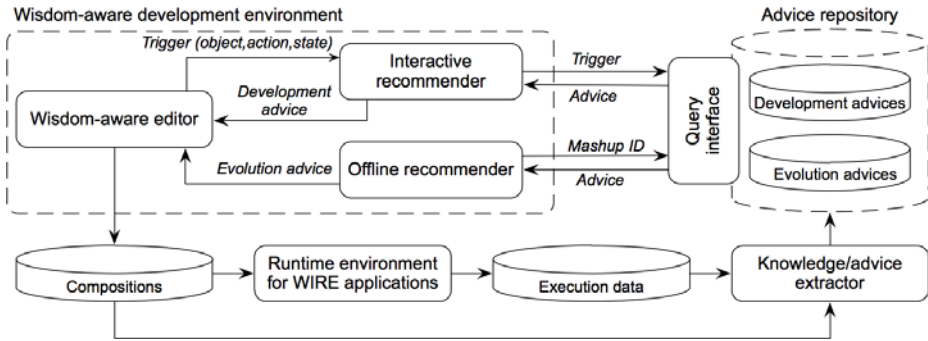 Wisdom-aware development environment
Advice repository
Trigger (object,action,state)
Interactive
recommender
Trigger
Advice
Development
advice
Wisdom-aware editor
Query
interface
Development advices
Offline recommender
Mashup ID
Advice
Evolution advice
Evolution advices
Compositions
Runtime environment
for WIRE applications
Execution data
Knowledge/advice
extractor